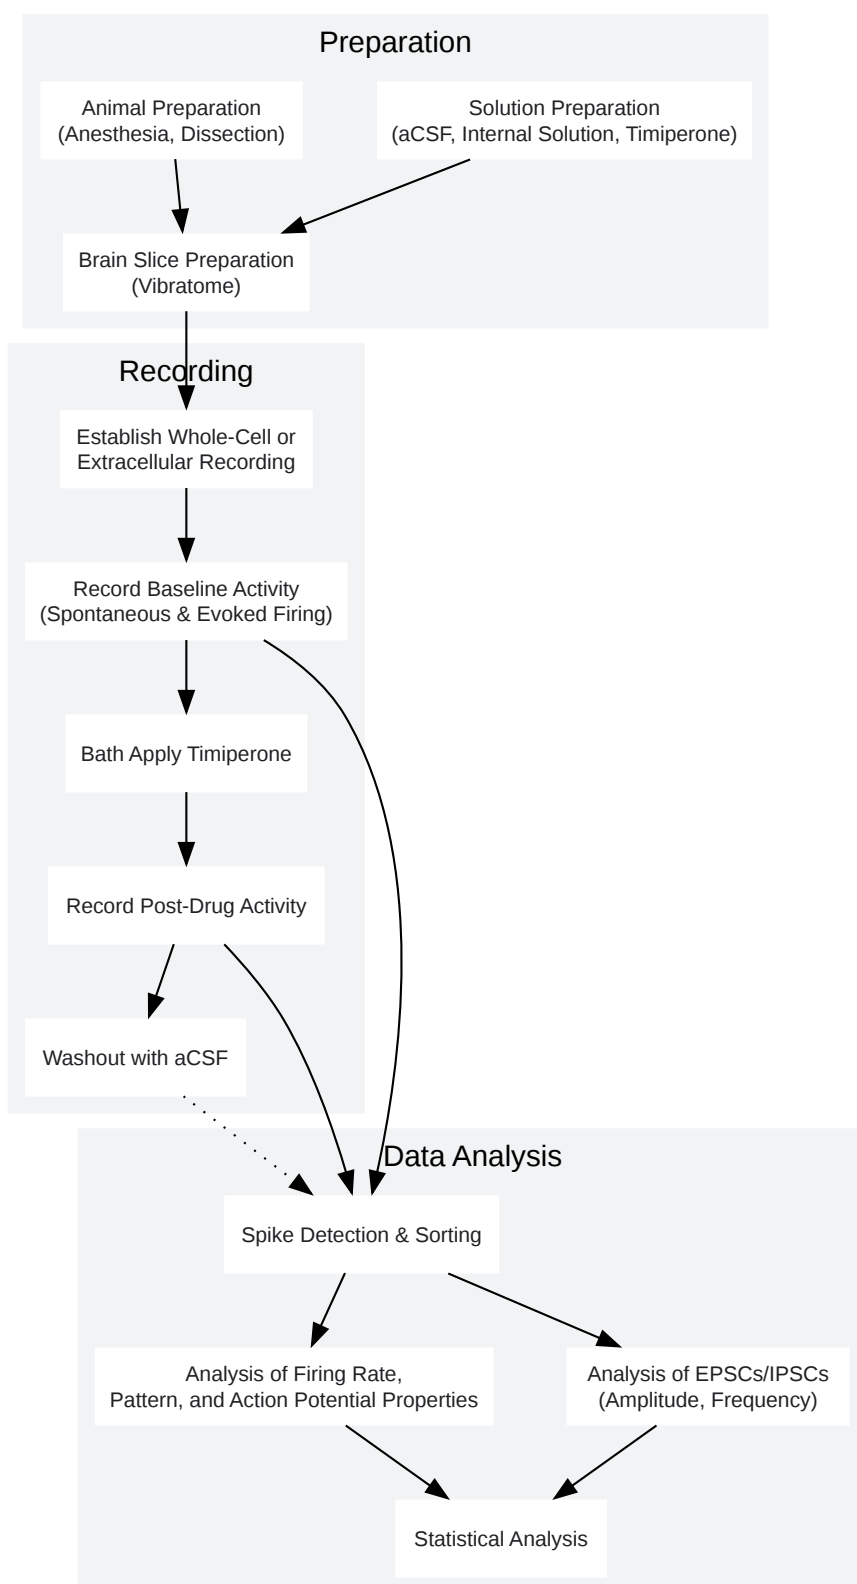 Preparation
Animal Preparation
(Anesthesia, Dissection)
Solution Preparation
(aCSF, Internal Solution, Timiperone)
Brain Slice Preparation
(Vibratome)
Recording
Establish Whole-Cell or
Extracellular Recording
Record Baseline Activity
(Spontaneous & Evoked Firing)
Bath Apply Timiperone
Record Post-Drug Activity
Washout with aCSF
Data Analysis
Spike Detection & Sorting
Analysis of Firing Rate,
Pattern, and Action Potential Properties
Analysis of EPSCs/IPSCs
(Amplitude, Frequency)
Statistical Analysis